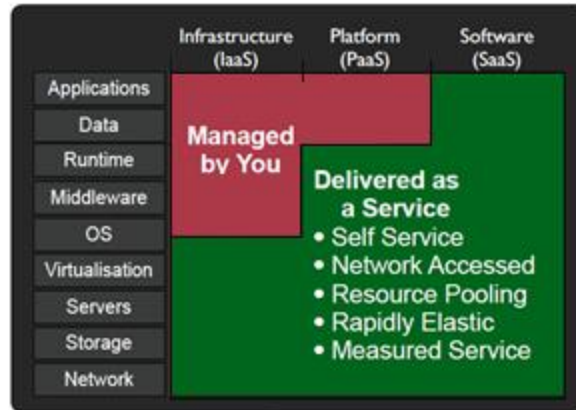 Infrastructure (IaaS)
Platform (PaaS)
Software (SaaS)
Applications
Data
Runtime
Middleware
OS
Virtualisation
Servers
Storage
Network
Managed
by You
Delivered as
a Service
• Self Service
• Network Accessed
• Resource Pooling
• Rapidly Elastic
• Measured Service